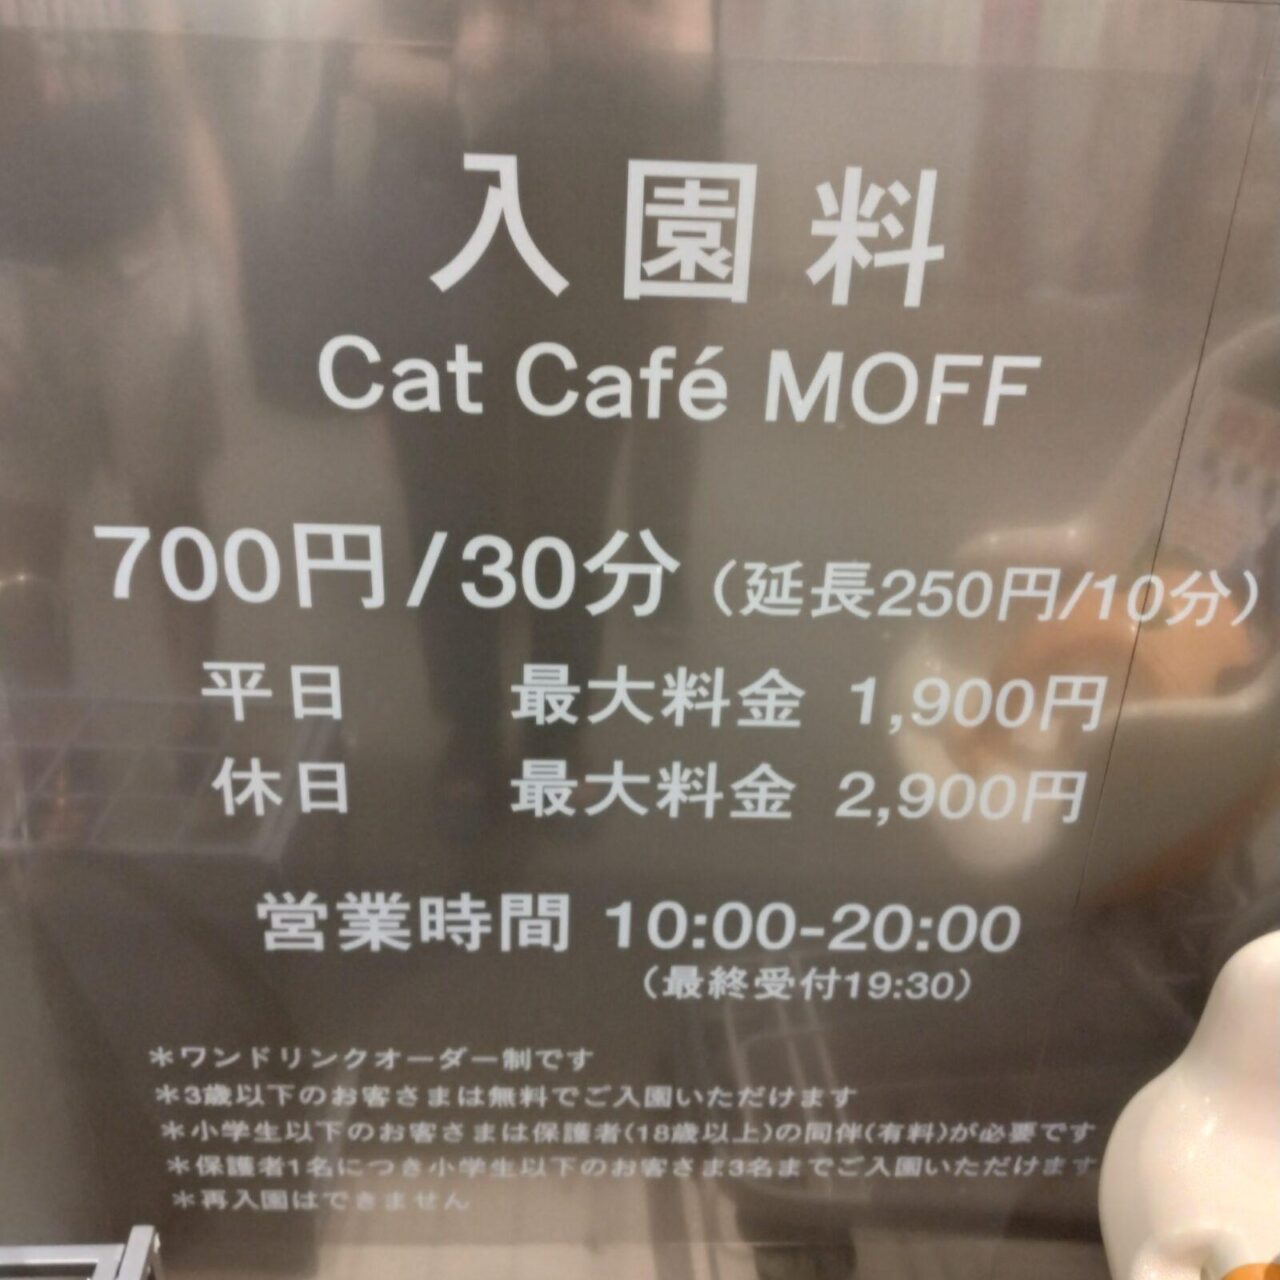 入園料
Cat Café MOFF
700円/30分（延長250円/10分）
平日 最大料金 1,900円
休日 最大料金 2,900円
営業時間 10:00-20:00
（最終受付19:30）
＊ワンドリンクオーダー制です
＊3歳以下のお客さまは無料でご入園いただけます
＊小学生以下のお客さまは保護者(18歳以上)の同伴(有料)が必要です
＊保護者1名につき小学生以下のお客さま3名までご入園いただけます
＊再入園はできません